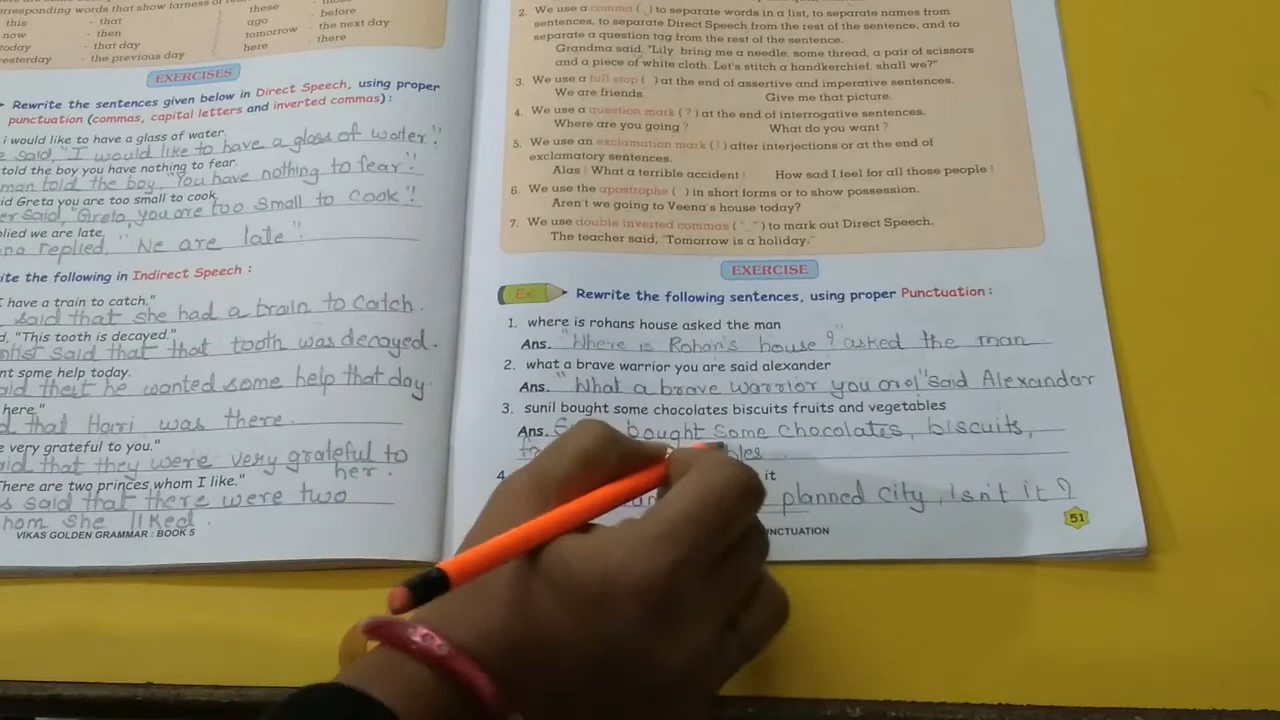 corresponding words that show farness of
this - that
now - then
today - that day
yesterday - the previous day
these
ago - before
tomorrow - the next day
here - there
EXERCISES
Rewrite the sentences given below in Direct Speech, using proper
punctuation (commas, capital letters and inverted commas) :
i would like to have a glass of water.
said, "I would like to have a glass of water."
told the boy you have nothing to fear.
man told the boy, "You have nothing to fear."
Greta you are too small to cook.
said "Greta, you are too small to cook."
we are late.
replied, "We are late."
the following in Indirect Speech :
I have a train to catch."
said that she had a train to catch.
"This tooth is decayed."
said that that tooth was decayed.
some help today.
he wanted some help that day
here."
that Hari was there.
very grateful to you."
that they were very grateful to
her.
There are two princes whom I like."
said that there were two
whom she liked.
VIKAS GOLDEN GRAMMAR : BOOK 5
2. We use a comma ( , ) to separate words in a list, to separate names from
sentences, to separate Direct Speech from the rest of the sentence, and to
separate a question tag from the rest of the sentence.
Grandma said, "Lily, bring me a needle, some thread, a pair of scissors
and a piece of white cloth. Let's stitch a handkerchief, shall we?"
3. We use a full stop ( . ) at the end of assertive and imperative sentences.
We are friends. Give me that picture.
4. We use a question mark ( ? ) at the end of interrogative sentences.
Where are you going ? What do you want ?
5. We use an exclamation mark ( ! ) after interjections or at the end of
exclamatory sentences.
Alas ! What a terrible accident ! How sad I feel for all those people !
6. We use the apostrophe ( ' ) in short forms or to show possession.
Aren't we going to Veena's house today?
7. We use double inverted commas ( " " ) to mark out Direct Speech.
The teacher said, "Tomorrow is a holiday."
EXERCISE
Ex Rewrite the following sentences, using proper Punctuation :
1. where is rohans house asked the man
Ans. "Where is Rohan's house?" asked the man
2. what a brave warrior you are said alexander
Ans. "What a brave warrior you are!" said Alexandar
3. sunil bought some chocolates biscuits fruits and vegetables
Ans. bought some chocolates, biscuits,
4. it
planned city, Isn't it?
51